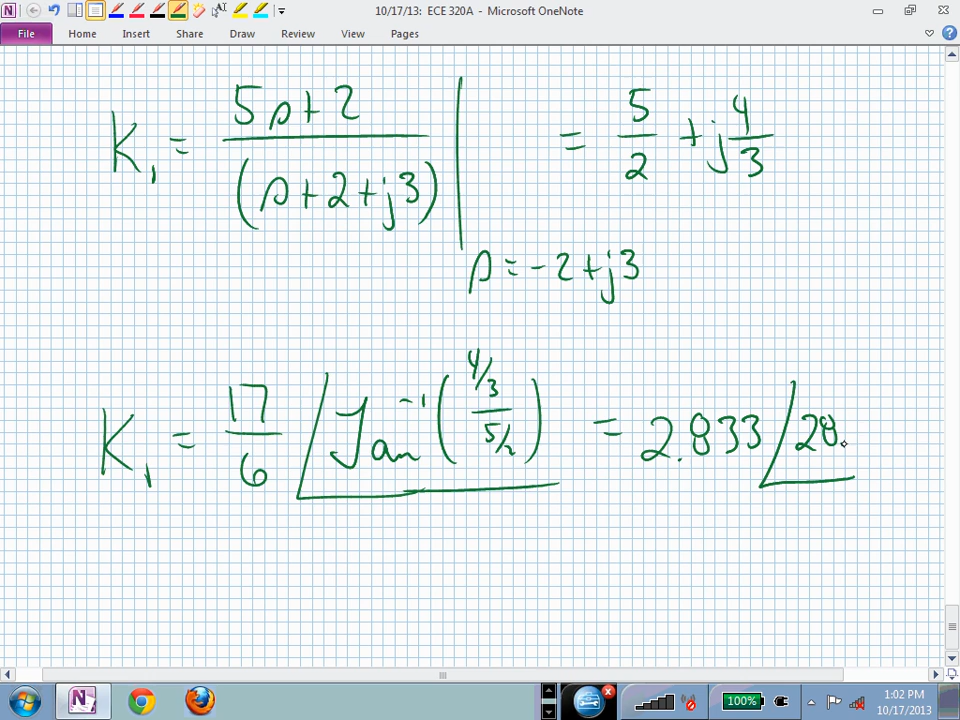 10/17/13: ECE 320A - Microsoft OneNote
File Home Insert Share Draw Review View Pages
K₁ = (5s+2)/(s+2+j3) | = 5/2 + j 4/3
s = -2+j3
K₁ = 17/6 ∠ Tan⁻¹((4/3)/(5/2)) = 2.833 ∠ 28.
100% 1:02 PM
10/17/2013